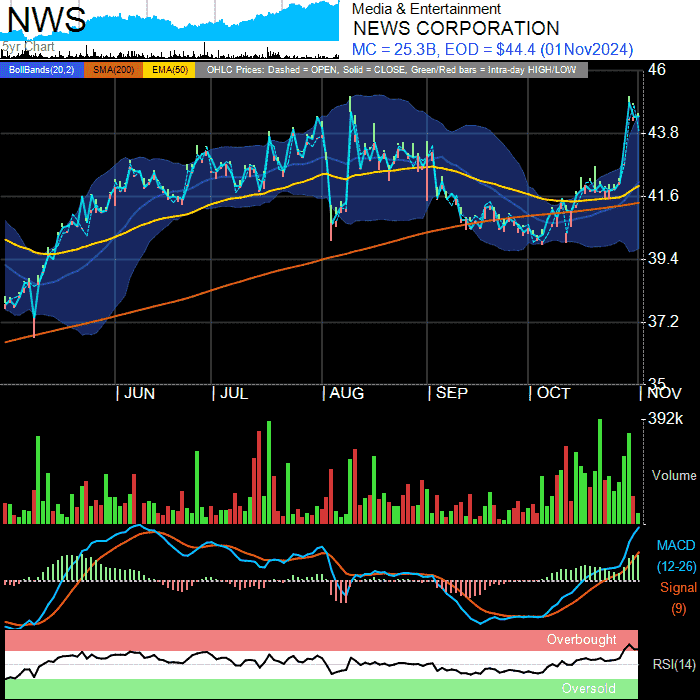 NWS
5yr Chart
Media & Entertainment
NEWS CORPORATION
MC = 25.3B, EOD = $44.4 (01Nov2024)
BollBands(20,2) SMA(200) EMA(50) OHLC Prices: Dashed = OPEN, Solid = CLOSE, Green/Red bars = Intra-day HIGH/LOW
46
43.8
41.6
39.4
37.2
35
JUN JUL AUG SEP OCT NOV
392k
Volume
MACD
(12-26)
Signal
(9)
Overbought
RSI(14)
Oversold